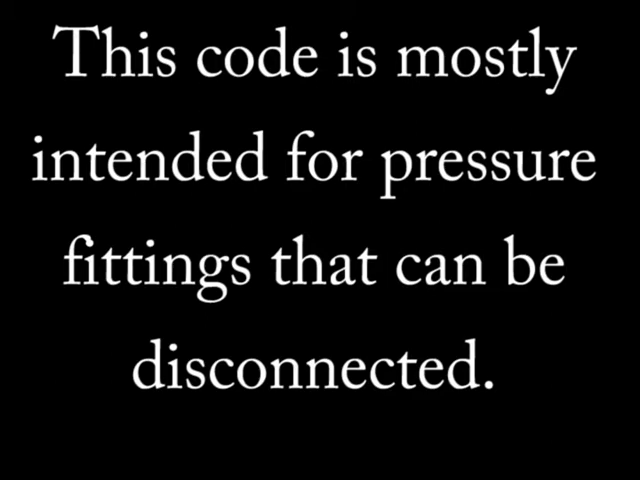 This code is mostly
intended for pressure
fittings that can be
disconnected.